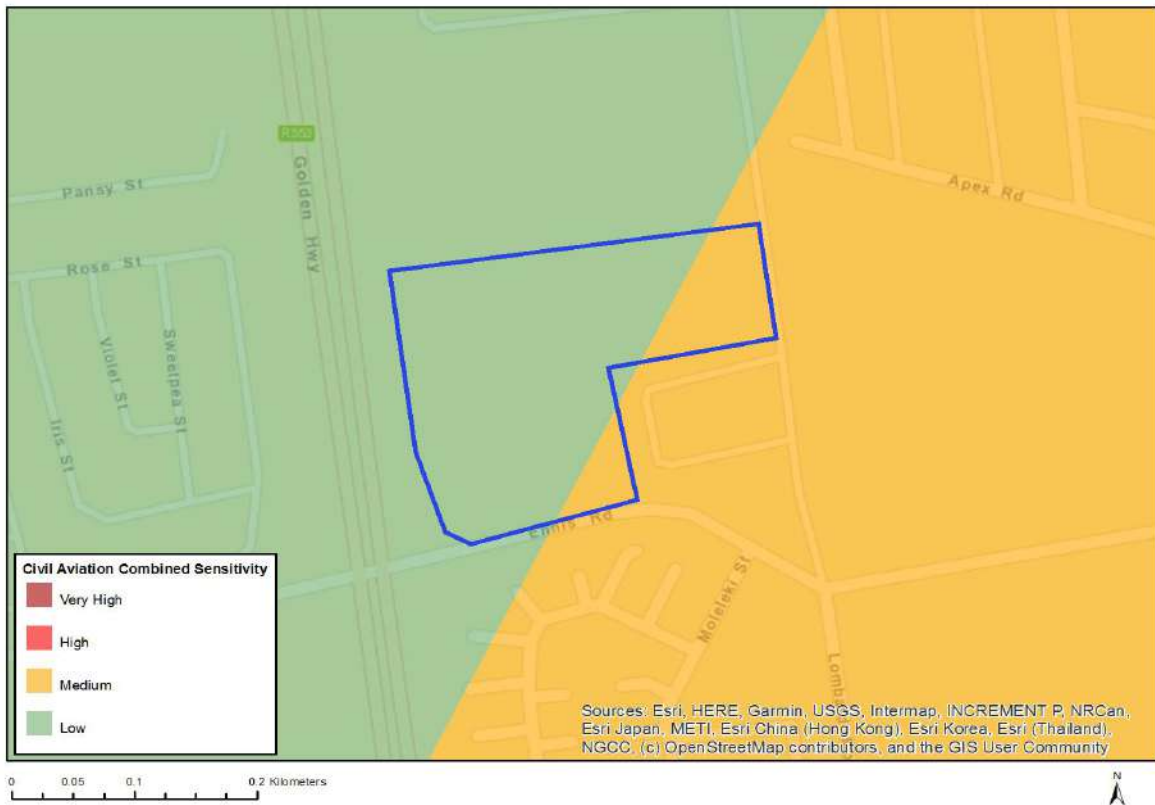 R553
Golden Hwy
Pansy St
Rose St
Violet St
Sweetpea St
Iris St
Apex Rd
Ennis Rd
Moleleki St
Civil Aviation Combined Sensitivity
Very High
High
Medium
Low
Sources: Esri, HERE, Garmin, USGS, Intermap, INCREMENT P, NRCan,
Esri Japan, METI, Esri China (Hong Kong), Esri Korea, Esri (Thailand),
NGCC, (c) OpenStreetMap contributors, and the GIS User Community
0 0.05 0.1 0.2 Kilometers
N